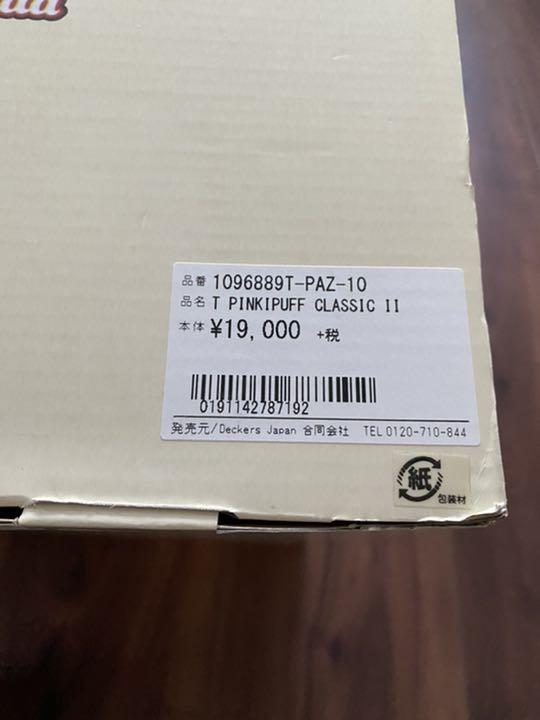 品番 1096889T-PAZ-10
品名 T PINKIPUFF CLASSIC II
本体 ¥19,000 +税
0191142787192
発売元/Deckers Japan 合同会社 TEL 0120-710-844
紙
包装材